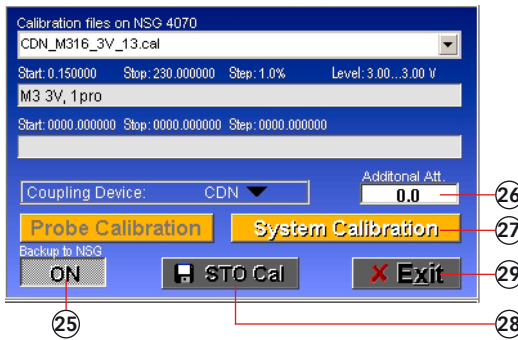 Calibration files on NSG 4070
CDN_M316_3V_13.cal
Start: 0.150000 Stop: 230.000000 Step: 1.0% Level: 3.00...3.00 V
M3 3V, 1pro
Start: 0000.000000 Stop: 0000.000000 Step: 0000.000000
Additonal Att.
Coupling Device: CDN 0.0 26
Probe Calibration System Calibration 27
Backup to NSG
ON STO Cal X Exit 29
25 28